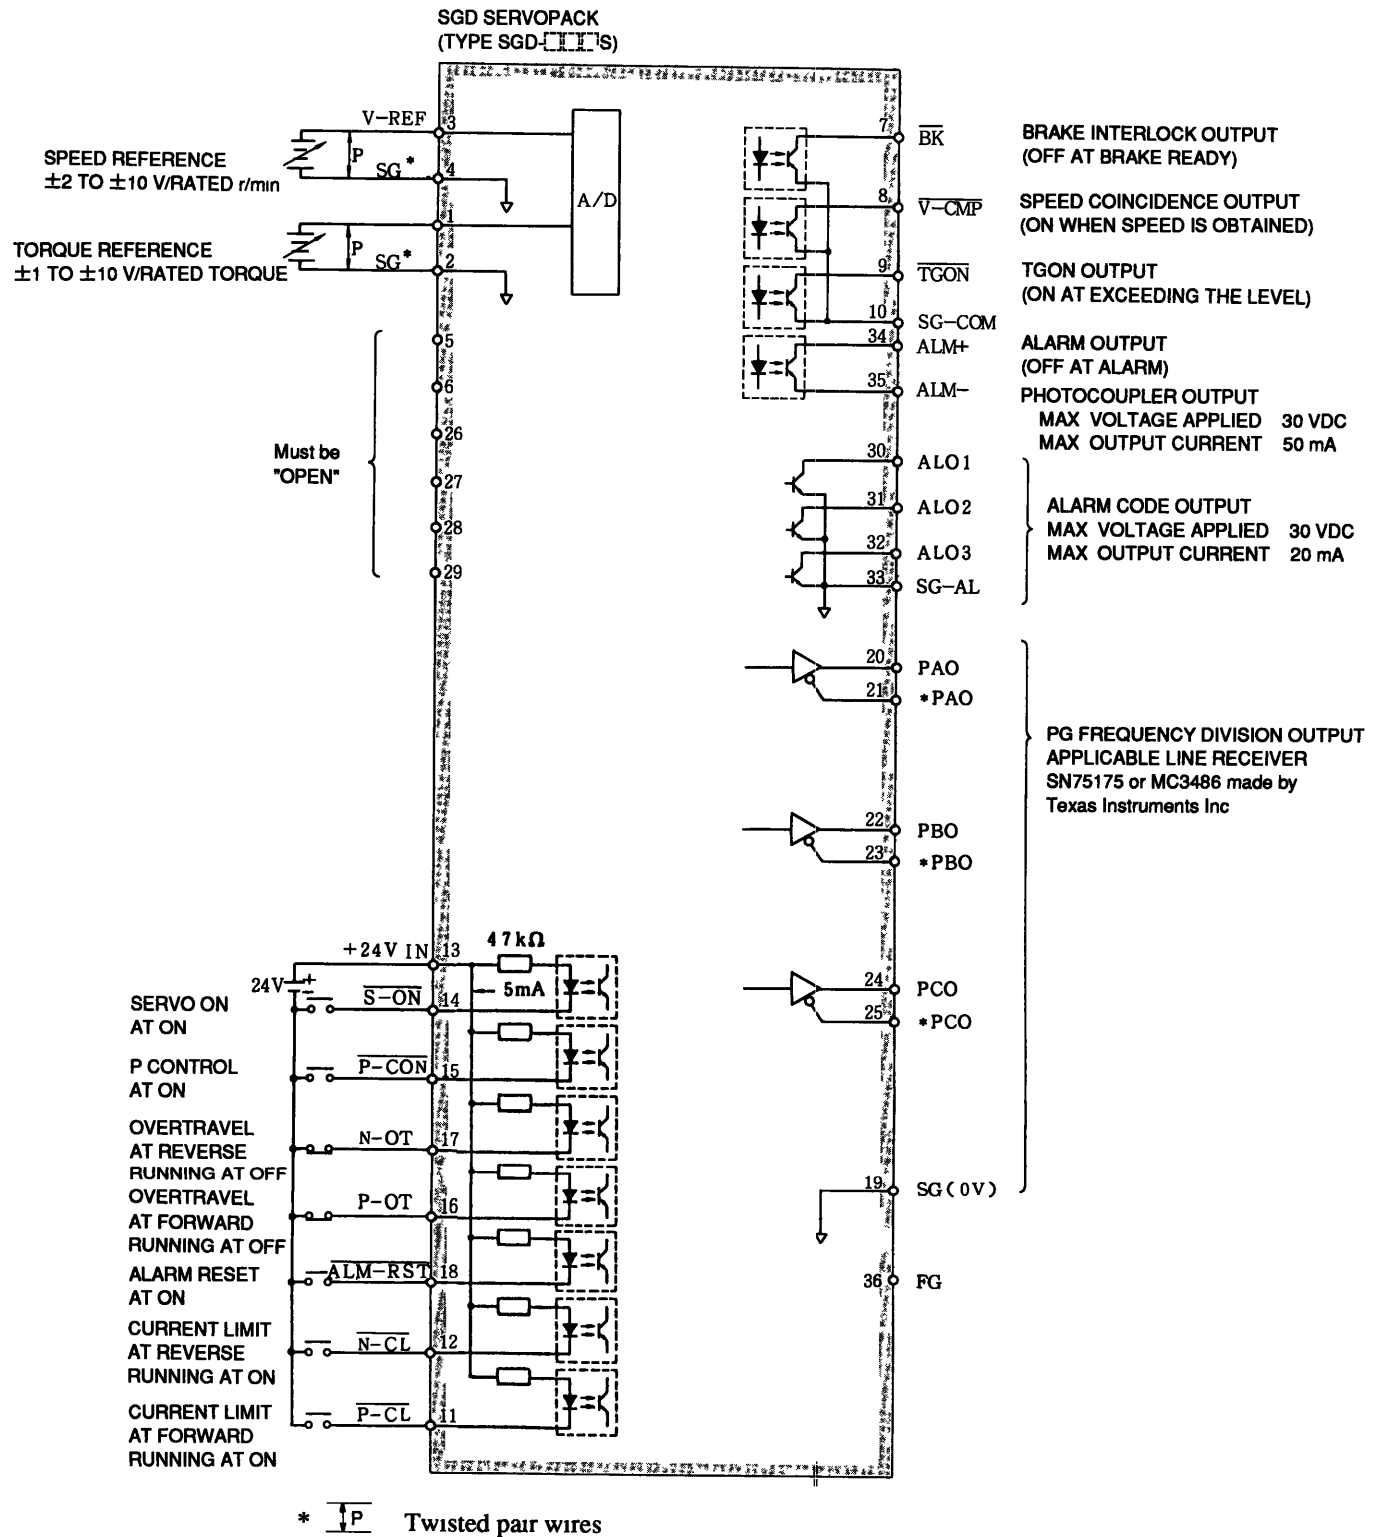 SGD SERVOPACK
(TYPE SGD-□□□S)
V-REF
3
SPEED REFERENCE
±2 TO ±10 V/RATED r/min
P
SG*
4
1
TORQUE REFERENCE
±1 TO ±10 V/RATED TORQUE
P
SG*
2
A/D
5
6
26
27
28
29
Must be
"OPEN"
+24V IN
13
47kΩ
24V
+
-
5mA
SERVO ON
AT ON
S-ON
14
P CONTROL
AT ON
P-CON
15
OVERTRAVEL
AT REVERSE
RUNNING AT OFF
N-OT
17
OVERTRAVEL
AT FORWARD
RUNNING AT OFF
P-OT
16
ALARM RESET
AT ON
ALM-RST
18
CURRENT LIMIT
AT REVERSE
RUNNING AT ON
N-CL
12
CURRENT LIMIT
AT FORWARD
RUNNING AT ON
P-CL
11
7
BK
BRAKE INTERLOCK OUTPUT
(OFF AT BRAKE READY)
8
V-CMP
SPEED COINCIDENCE OUTPUT
(ON WHEN SPEED IS OBTAINED)
9
TGON
TGON OUTPUT
(ON AT EXCEEDING THE LEVEL)
10
SG-COM
34
ALM+
ALARM OUTPUT
(OFF AT ALARM)
35
ALM-
PHOTOCOUPLER OUTPUT
MAX VOLTAGE APPLIED 30 VDC
MAX OUTPUT CURRENT 50 mA
30
ALO1
31
ALO2
32
ALO3
33
SG-AL
ALARM CODE OUTPUT
MAX VOLTAGE APPLIED 30 VDC
MAX OUTPUT CURRENT 20 mA
20
PAO
21
*PAO
PG FREQUENCY DIVISION OUTPUT
APPLICABLE LINE RECEIVER
SN75175 or MC3486 made by
Texas Instruments Inc
22
PBO
23
*PBO
24
PCO
25
*PCO
19
SG(0V)
36
FG
* P Twisted pair wires